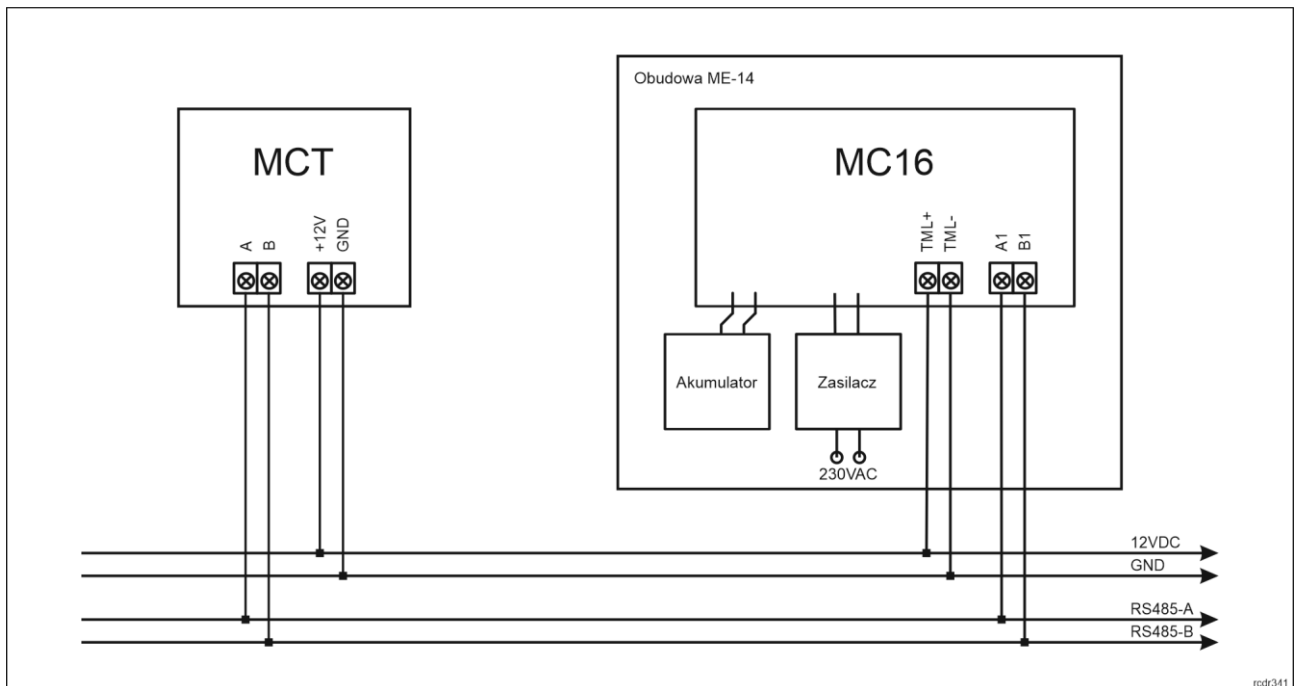 Obudowa ME-14
MCT
MC16
A
B
+12V
GND
TML+
TML-
A1
B1
Akumulator
Zasilacz
230VAC
12VDC
GND
RS485-A
RS485-B
rcdr341